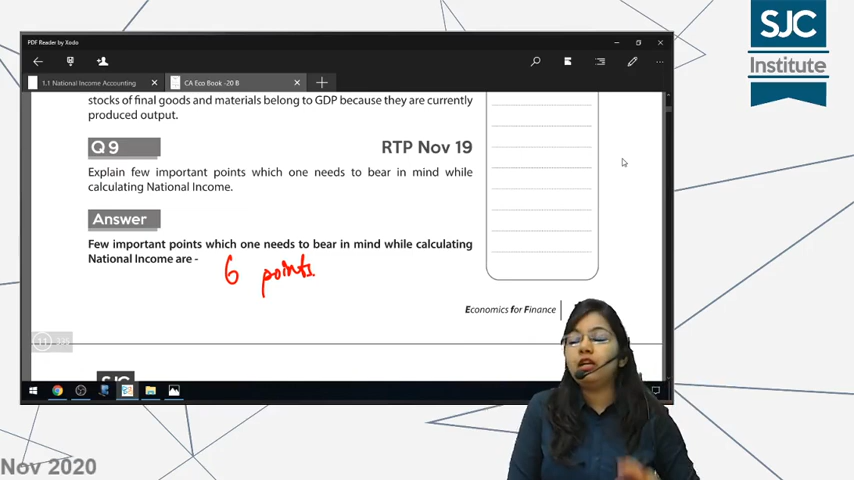 SJC
Institute
PDF Reader by Xodo
1.1 National Income Accounting
CA Eco Book -20 B
stocks of final goods and materials belong to GDP because they are currently
produced output.
Q 9
RTP Nov 19
Explain few important points which one needs to bear in mind while
calculating National Income.
Answer
Few important points which one needs to bear in mind while calculating
National Income are -
6 points.
Economics for Finance
11
Nov 2020